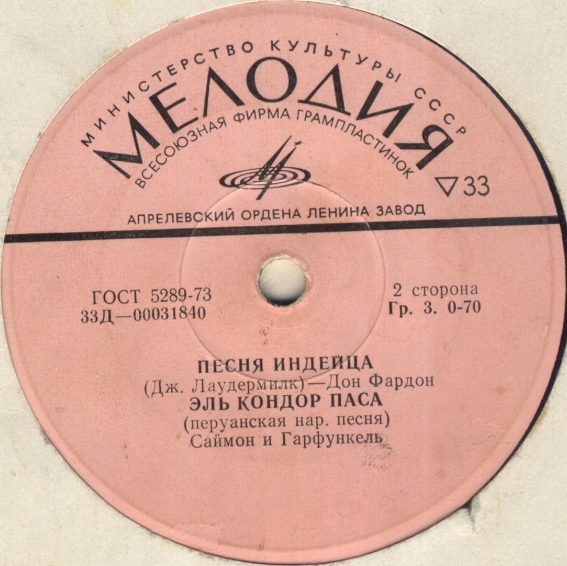 МИНИСТЕРСТВО КУЛЬТУРЫ СССР
МЕЛОДИЯ
ВСЕСОЮЗНАЯ ФИРМА ГРАМПЛАСТИНОК
▽33
АПРЕЛЕВСКИЙ ОРДЕНА ЛЕНИНА ЗАВОД
ГОСТ 5289-73
33Д—00031840
2 сторона
Гр. 3. 0-70
ПЕСНЯ ИНДЕЙЦА
(Дж. Лаудермилк)—Дон Фардон
ЭЛЬ КОНДОР ПАСА
(перуанская нар. песня)
Саймон и Гарфункель